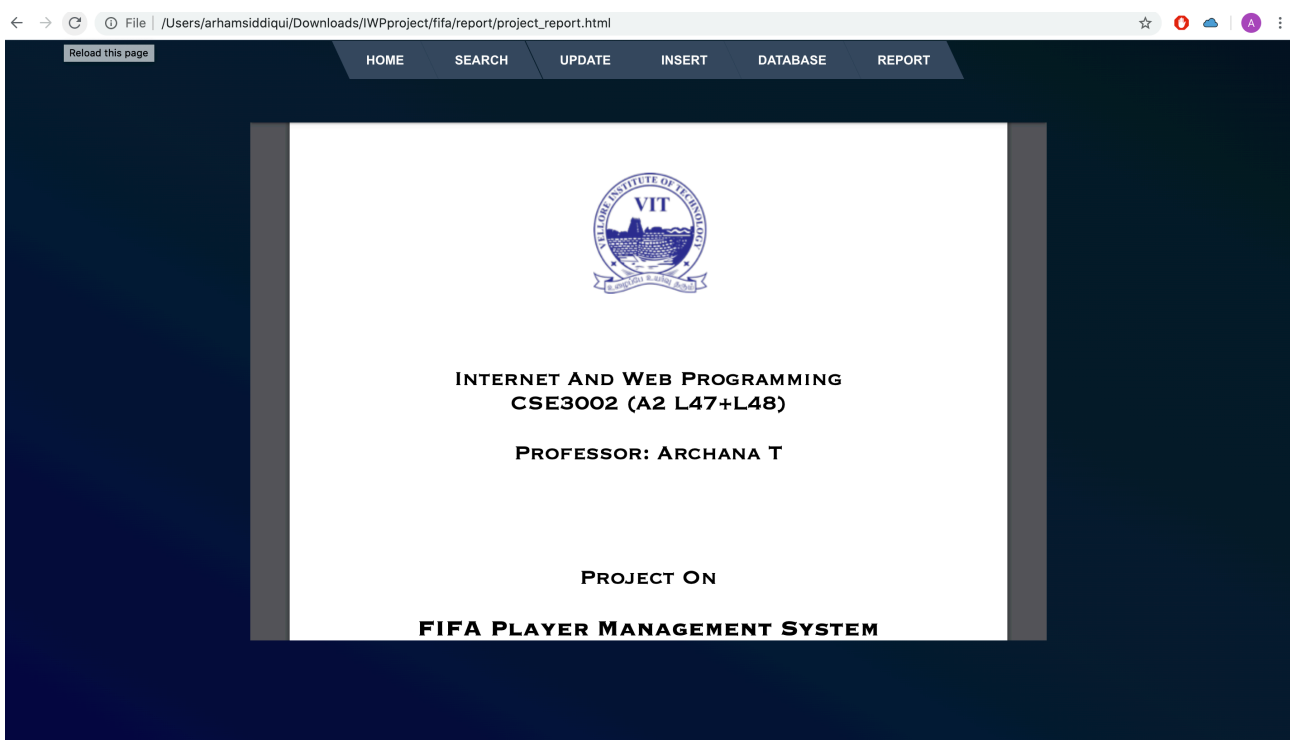 File /Users/arhamsiddiqui/Downloads/IWPproject/fifa/report/project_report.html A
Reload this page
HOME SEARCH UPDATE INSERT DATABASE REPORT
VELLORE INSTITUTE OF TECHNOLOGY
VIT
Internet And Web Programming
CSE3002 (A2 L47+L48)
Professor: Archana T
Project On
FIFA Player Management System